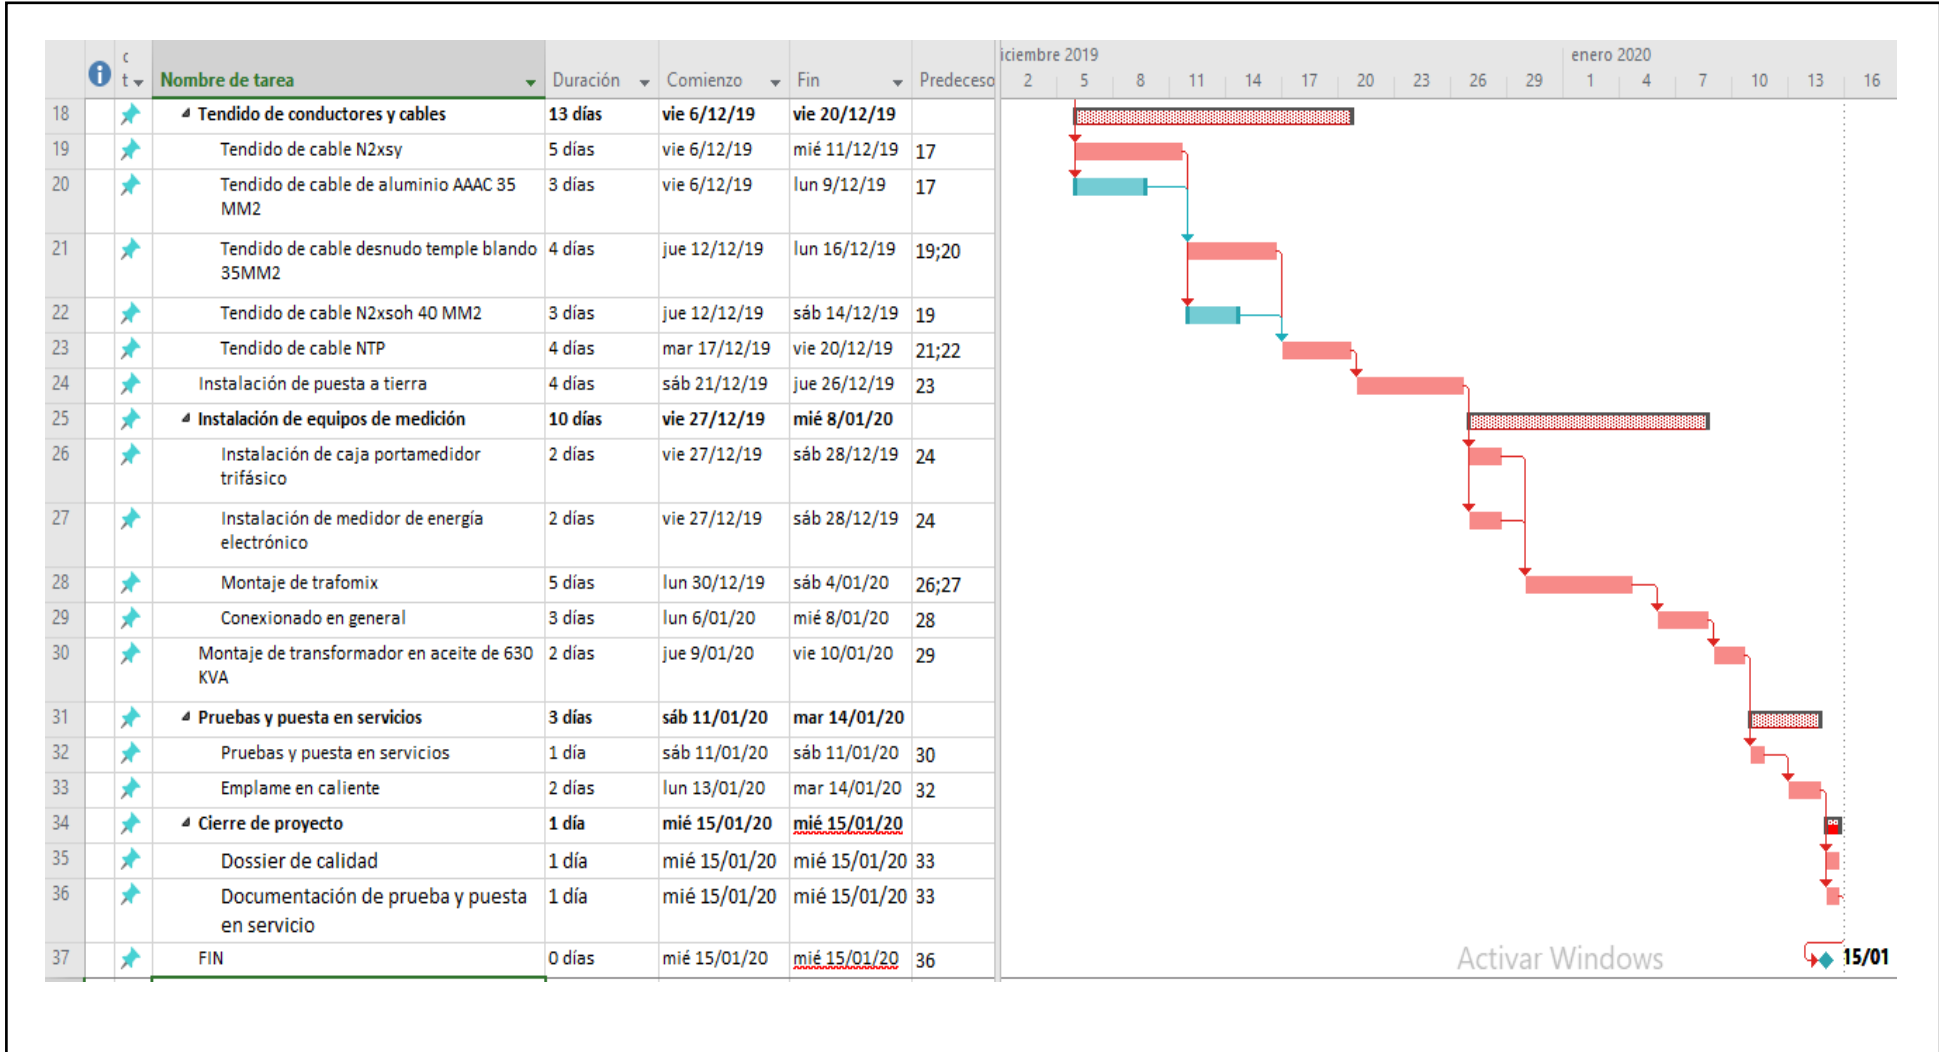 iciembre 2019 enero 2020
c
t Nombre de tarea Duración Comienzo Fin Predeceso 2 5 8 11 14 17 20 23 26 29 1 4 7 10 13 16
18 Tendido de conductores y cables 13 días vie 6/12/19 vie 20/12/19
19 Tendido de cable N2xsy 5 días vie 6/12/19 mié 11/12/19 17
20 Tendido de cable de aluminio AAAC 35 3 días vie 6/12/19 lun 9/12/19 17
MM2
21 Tendido de cable desnudo temple blando 4 días jue 12/12/19 lun 16/12/19 19;20
35MM2
22 Tendido de cable N2xsoh 40 MM2 3 días jue 12/12/19 sáb 14/12/19 19
23 Tendido de cable NTP 4 días mar 17/12/19 vie 20/12/19 21;22
24 Instalación de puesta a tierra 4 días sáb 21/12/19 jue 26/12/19 23
25 Instalación de equipos de medición 10 días vie 27/12/19 mié 8/01/20
26 Instalación de caja portamedidor 2 días vie 27/12/19 sáb 28/12/19 24
trifásico
27 Instalación de medidor de energía 2 días vie 27/12/19 sáb 28/12/19 24
electrónico
28 Montaje de trafomix 5 días lun 30/12/19 sáb 4/01/20 26;27
29 Conexionado en general 3 días lun 6/01/20 mié 8/01/20 28
30 Montaje de transformador en aceite de 630 2 días jue 9/01/20 vie 10/01/20 29
KVA
31 Pruebas y puesta en servicios 3 días sáb 11/01/20 mar 14/01/20
32 Pruebas y puesta en servicios 1 día sáb 11/01/20 sáb 11/01/20 30
33 Emplame en caliente 2 días lun 13/01/20 mar 14/01/20 32
34 Cierre de proyecto 1 día mié 15/01/20 mié 15/01/20
35 Dossier de calidad 1 día mié 15/01/20 mié 15/01/20 33
36 Documentación de prueba y puesta 1 día mié 15/01/20 mié 15/01/20 33
en servicio
37 FIN 0 días mié 15/01/20 mié 15/01/20 36 Activar Windows 15/01